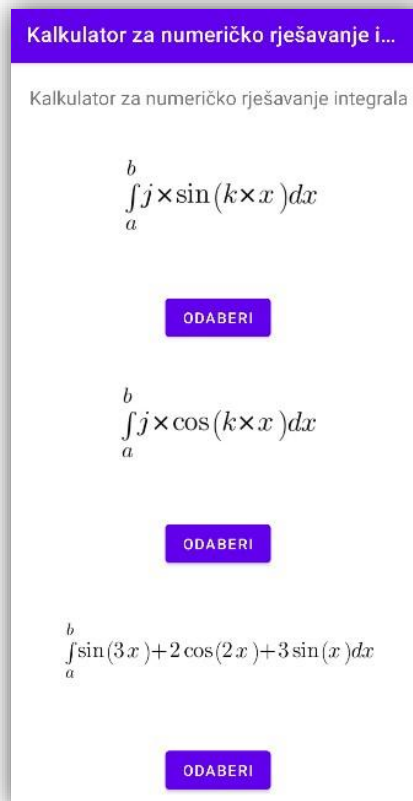 Kalkulator za numeričko rješavanje i...
Kalkulator za numeričko rješavanje integrala
b
∫j×sin(k×x)dx
a
ODABERI
b
∫j×cos(k×x)dx
a
ODABERI
b
∫sin(3x)+2cos(2x)+3sin(x)dx
a
ODABERI